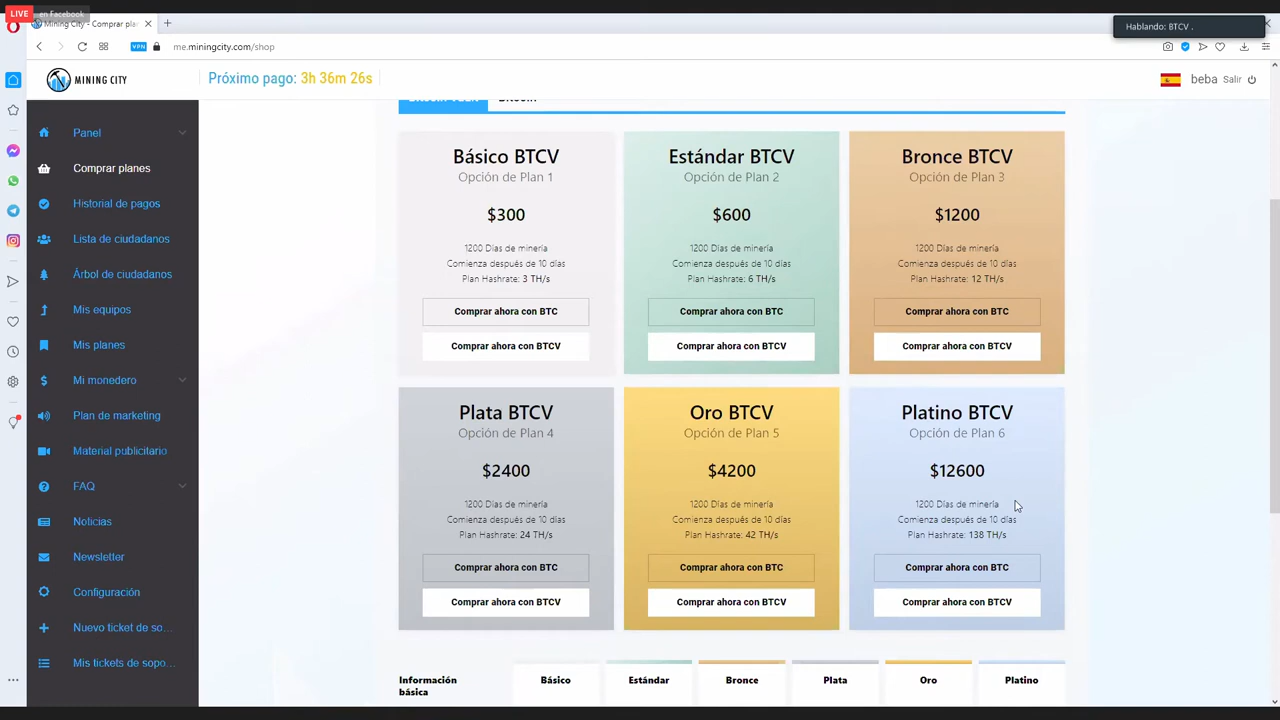 LIVE en Facebook
Mining City - Comprar plan
Hablando: BTCV .
VPN me.miningcity.com/shop
MINING CITY
Próximo pago: 3h 36m 26s
beba Salir
Panel
Comprar planes
Historial de pagos
Lista de ciudadanos
Árbol de ciudadanos
Mis equipos
Mis planes
Mi monedero
Plan de marketing
Material publicitario
FAQ
Noticias
Newsletter
Configuración
Nuevo ticket de so...
Mis tickets de sopo...
Básico BTCV
Opción de Plan 1
$300
1200 Días de minería
Comienza después de 10 días
Plan Hashrate: 3 TH/s
Comprar ahora con BTC
Comprar ahora con BTCV
Estándar BTCV
Opción de Plan 2
$600
1200 Días de minería
Comienza después de 10 días
Plan Hashrate: 6 TH/s
Comprar ahora con BTC
Comprar ahora con BTCV
Bronce BTCV
Opción de Plan 3
$1200
1200 Días de minería
Comienza después de 10 días
Plan Hashrate: 12 TH/s
Comprar ahora con BTC
Comprar ahora con BTCV
Plata BTCV
Opción de Plan 4
$2400
1200 Días de minería
Comienza después de 10 días
Plan Hashrate: 24 TH/s
Comprar ahora con BTC
Comprar ahora con BTCV
Oro BTCV
Opción de Plan 5
$4200
1200 Días de minería
Comienza después de 10 días
Plan Hashrate: 42 TH/s
Comprar ahora con BTC
Comprar ahora con BTCV
Platino BTCV
Opción de Plan 6
$12600
1200 Días de minería
Comienza después de 10 días
Plan Hashrate: 138 TH/s
Comprar ahora con BTC
Comprar ahora con BTCV
Información
básica
Básico
Estándar
Bronce
Plata
Oro
Platino